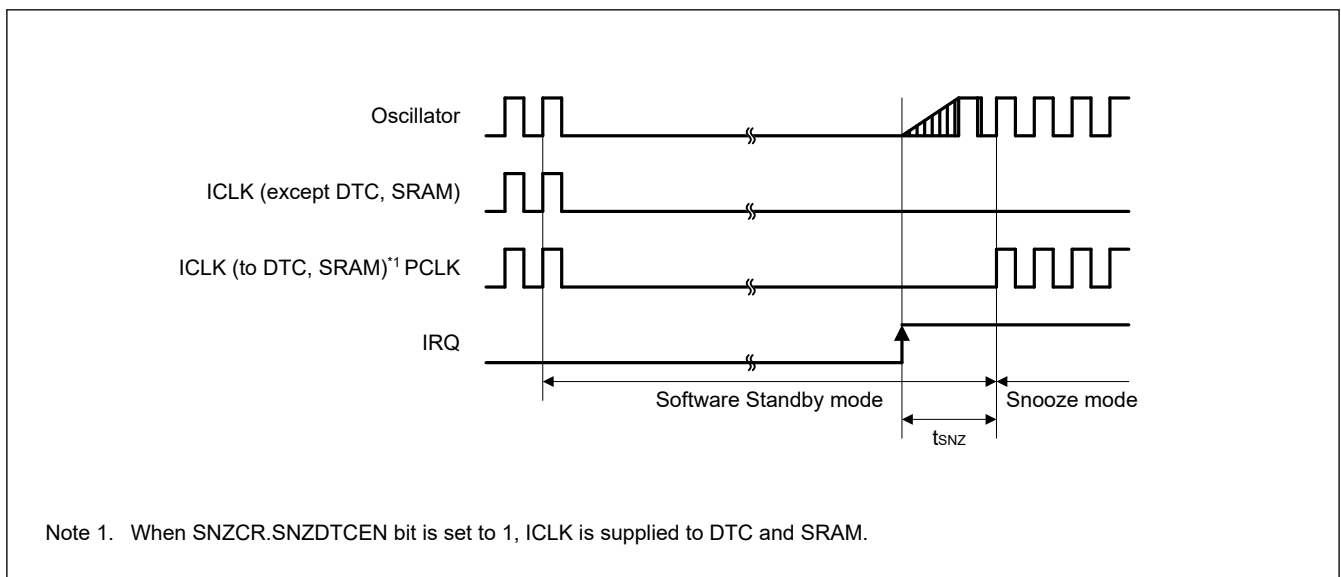 Oscillator
ICLK (except DTC, SRAM)
ICLK (to DTC, SRAM)*1 PCLK
IRQ
Software Standby mode Snooze mode
tSNZ
Note 1. When SNZCR.SNZDTCEN bit is set to 1, ICLK is supplied to DTC and SRAM.